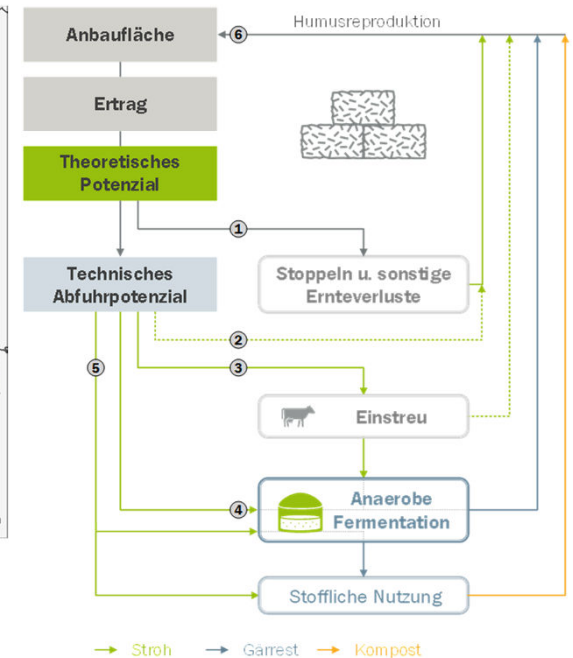 Humusreproduktion
Anbaufläche
6
Ertrag
Theoretisches
Potenzial
1
Technisches
Abfuhrpotenzial
Stoppeln u. sonstige
Ernteverluste
2
5
3
Einstreu
4
Anaerobe
Fermentation
Stoffliche Nutzung
Stroh
Gärrest
Kompost